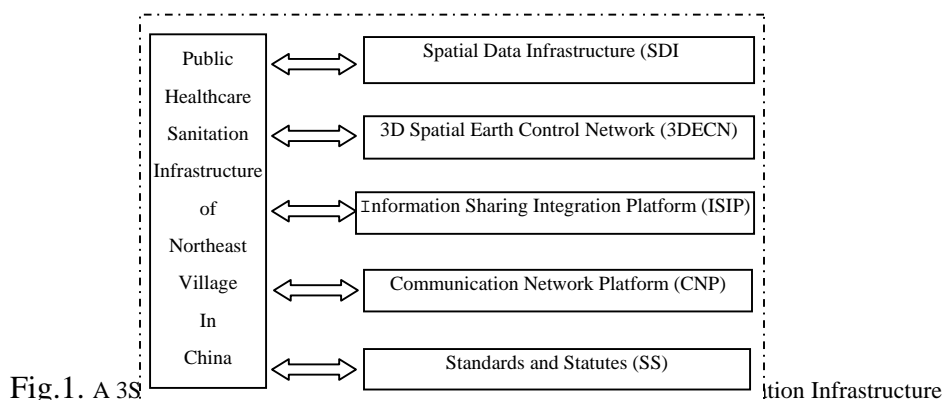 Public
Healthcare
Sanitation
Infrastructure
of
Northeast
Village
In
China
Spatial Data Infrastructure (SDI
3D Spatial Earth Control Network (3DECN)
Information Sharing Integration Platform (ISIP)
Communication Network Platform (CNP)
Standards and Statutes (SS)
Fig.1. A 3S
Infrastructure